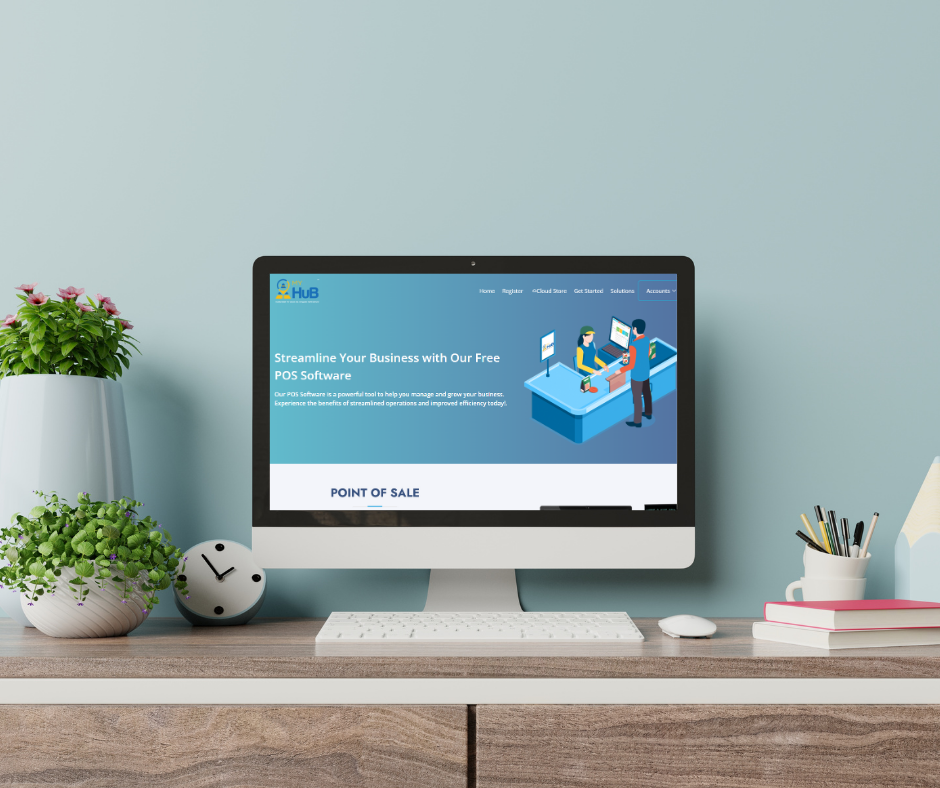 HuB
Home Register Cloud Store Get Started Solutions Accounts
Streamline Your Business with Our Free
POS Software
Our POS Software is a powerful tool to help you manage and grow your business.
Experience the benefits of streamlined operations and improved efficiency today!.
POINT OF SALE